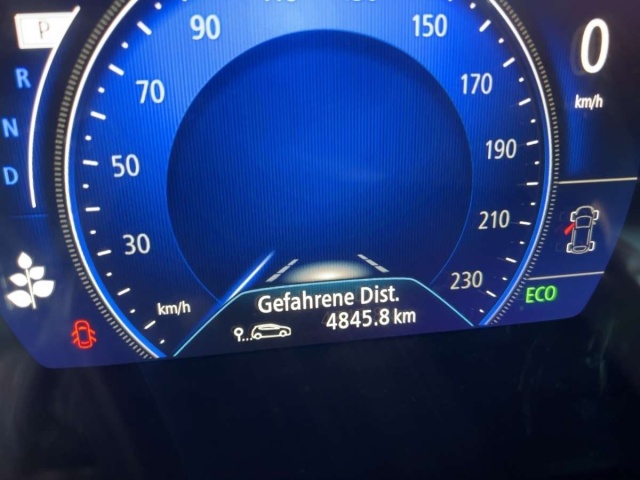 P
R
N
D
30
50
70
90
150
170
190
210
230
km/h
0
km/h
ECO
Gefahrene Dist.
4845.8 km